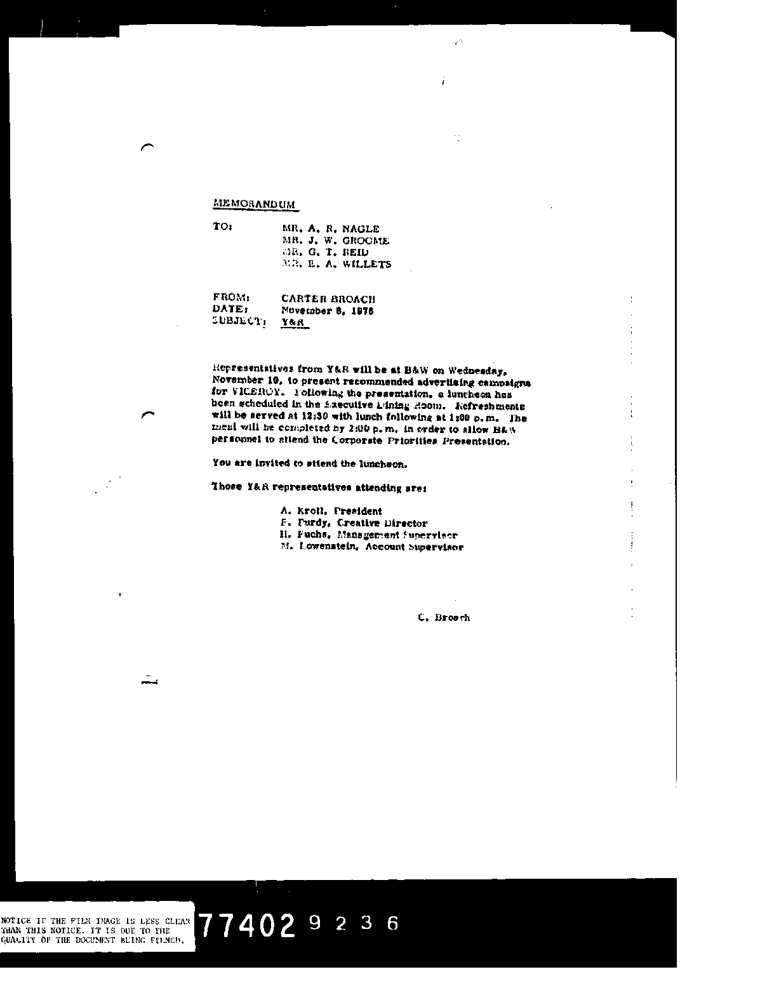 MEMORANDUM
TO: MR. A. R. NAGLE
MR. J. W. GROOME
MR. G. T. REID
MR. E. A. WILLETS
FROM: CARTER BROACH
DATE: November 8, 1976
SUBJECT: Y&R
Representatives from Y&R will be at B&W on Wednesday,
November 10, to present recommended advertising campaigns
for VICEROY. Following the presentation, a luncheon has
been scheduled in the Executive Dining Room. Refreshments
will be served at 12:30 with lunch following at 1:00 p.m. The
meal will be completed by 2:00 p.m. in order to allow B&W
personnel to attend the Corporate Priorities Presentation.
You are invited to attend the luncheon.
Those Y&R representatives attending are:
A. Kroll, President
F. Purdy, Creative Director
H. Fuchs, Management Supervisor
M. Lowenstein, Account Supervisor
C. Broach
NOTICE IF THE FILM IMAGE IS LESS CLEAR
THAN THIS NOTICE. IT IS DUE TO THE
QUALITY OF THE DOCUMENT BEING FILMED.
77402 9236